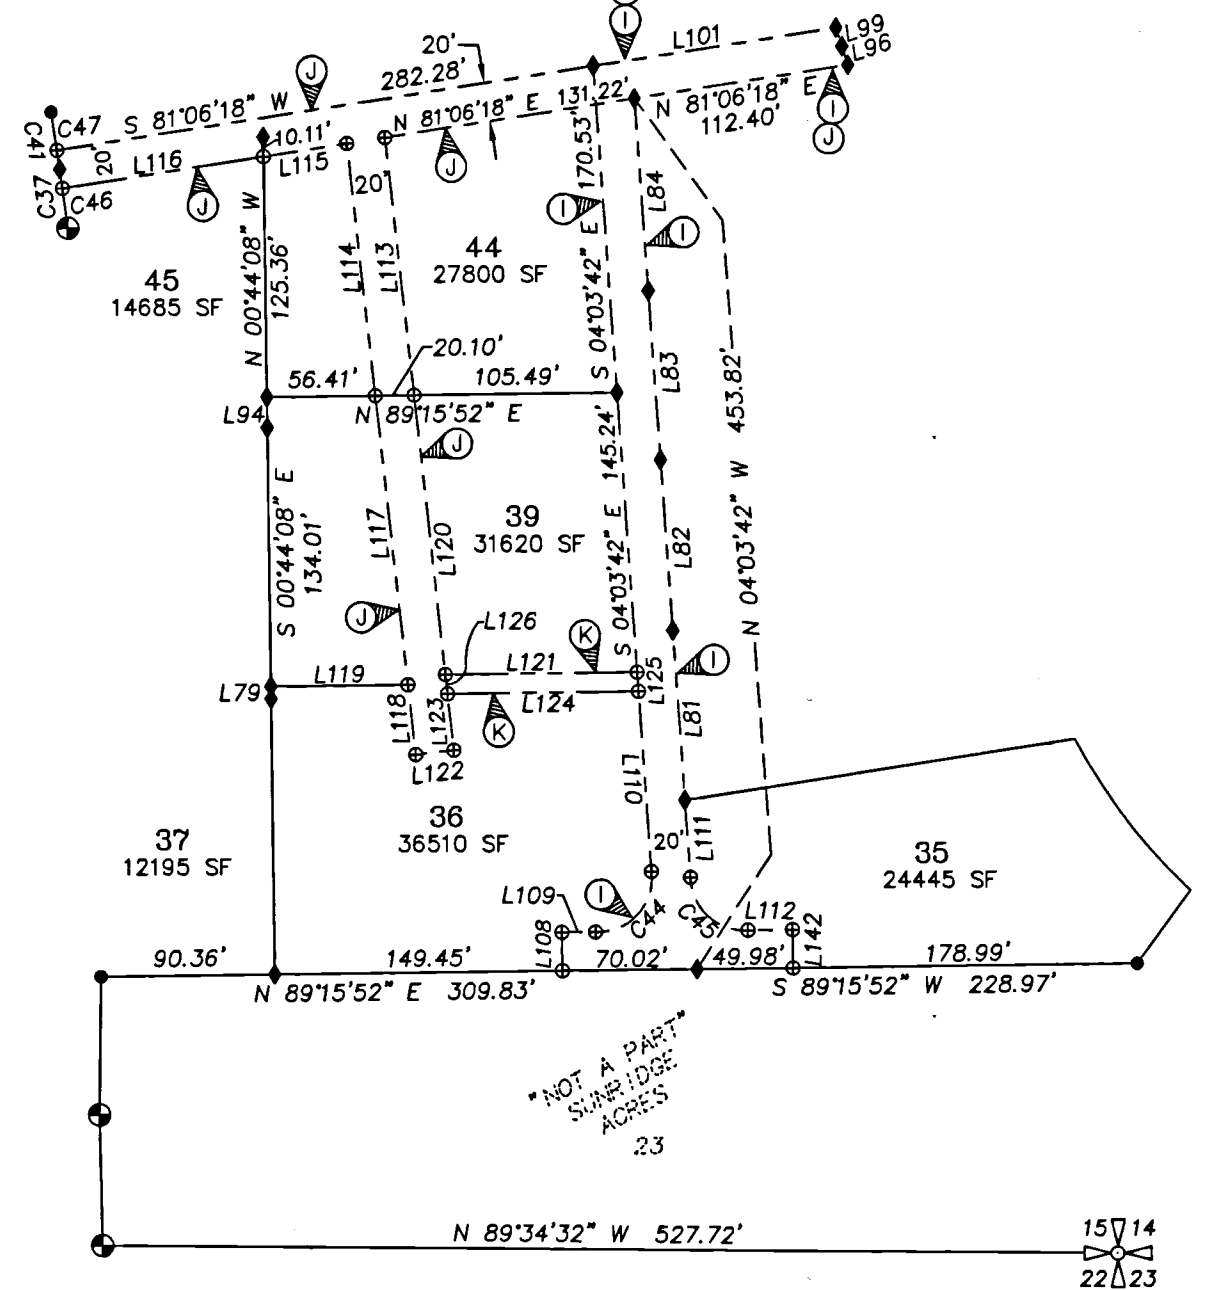 I
L101
L99
L96
20'
282.28'
J
S 81°06'18" W
131.22'
N 81°06'18" E
112.40'
I
J
C47
C41
20'
10.11'
N 81°06'18" E
J
L116
L115
C37
C46
J
20'
170.53'
S 04°03'42" E
I
L84
I
N 00°44'08" W
125.36'
L114
L113
44
27800 SF
45
14685 SF
20.10'
56.41'
105.49'
N 89°15'52" E
L83
453.82'
N 04°03'42" W
L94
J
145.24'
S 04°03'42" E
S 00°44'08" E
134.01'
L117
L120
39
31620 SF
L82
J
L126
K
L121
L125
I
L119
L79
L118
L123
L124
K
L81
L122
L110
36
36510 SF
20'
L111
37
12195 SF
35
24445 SF
L109
I
C44
C45
L112
L108
L142
90.36'
149.45'
70.02'
49.98'
178.99'
N 89°15'52" E 309.83'
S 89°15'52" W 228.97'
"NOT A PART"
SUNRIDGE
ACRES
23
N 89°34'32" W 527.72'
15 14
22 23